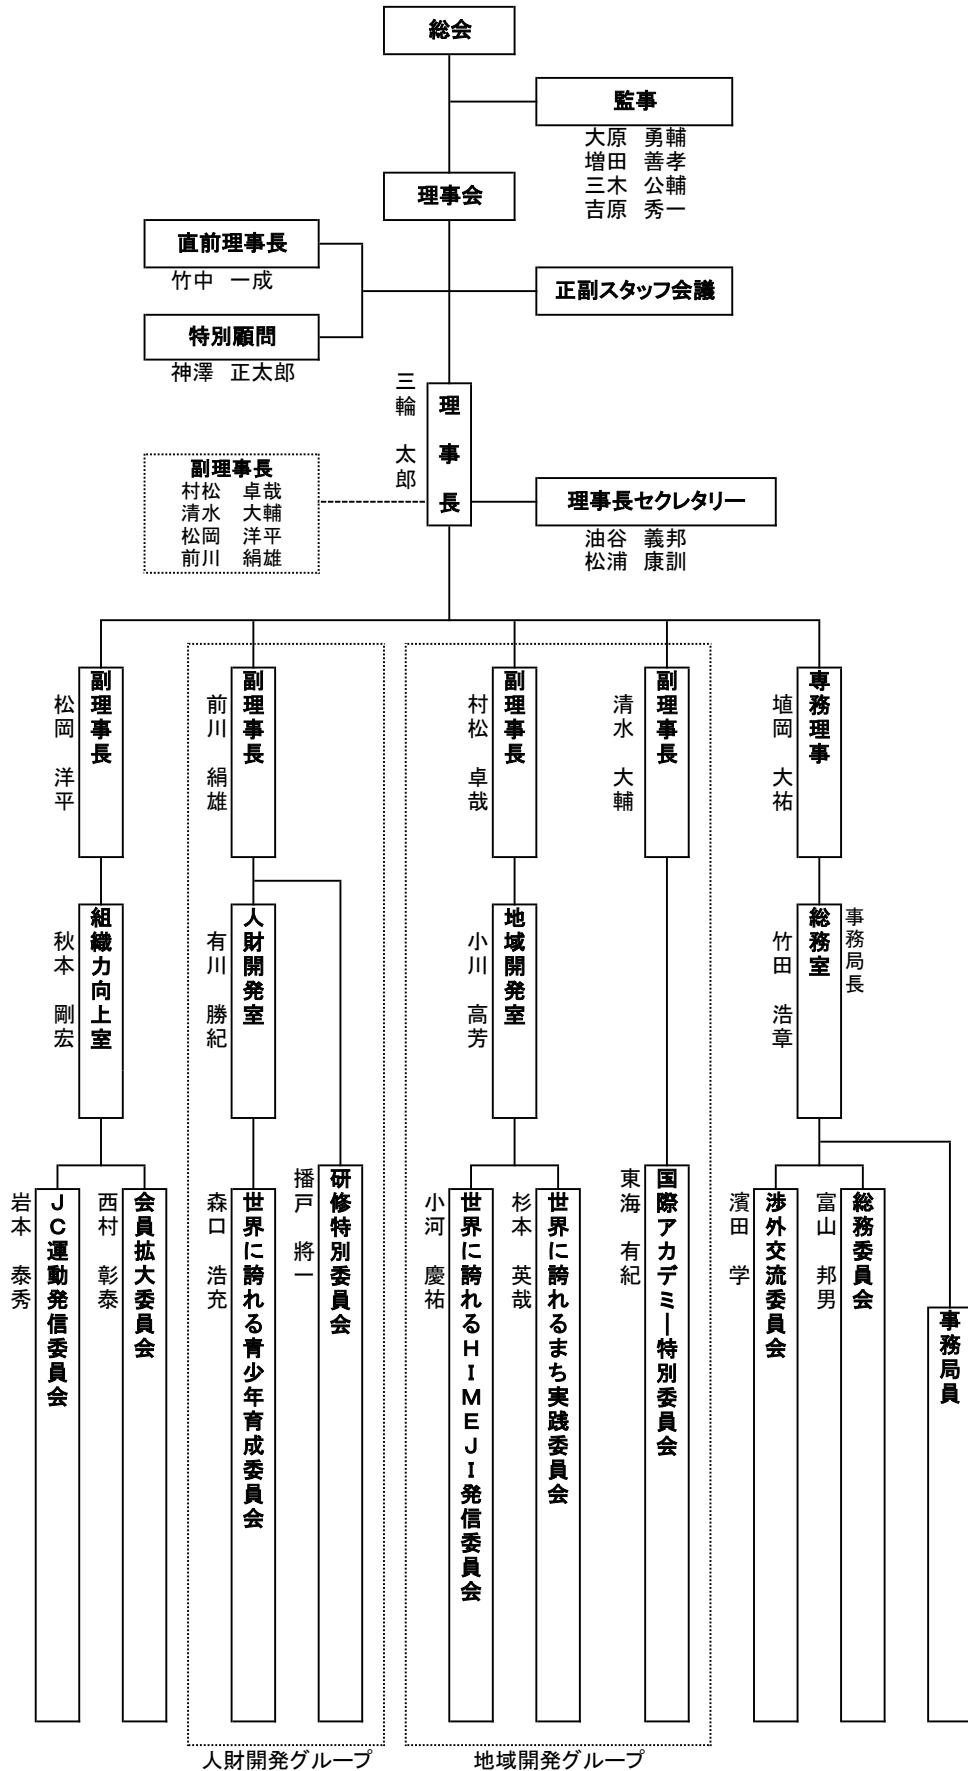 総会
監事
大原　勇輔
増田　善孝
三木　公輔
吉原　秀一
理事会
直前理事長
竹中　一成
正副スタッフ会議
特別顧問
神澤　正太郎
理事長
三輪　太郎
副理事長
村松　卓哉
清水　大輔
松岡　洋平
前川　絹雄
理事長セクレタリー
油谷　義邦
松浦　康訓
副理事長
松岡　洋平
副理事長
前川　絹雄
副理事長
村松　卓哉
副理事長
清水　大輔
専務理事
埴岡　大祐
組織力向上室
秋本　剛宏
人財開発室
有川　勝紀
地域開発室
小川　高芳
事務局長
総務室
竹田　浩章
JC運動発信委員会
岩本　泰秀
会員拡大委員会
西村　彰泰
世界に誇れる青少年育成委員会
森口　浩充
研修特別委員会
播戸　將一
世界に誇れるHIMEJI発信委員会
小河　慶祐
世界に誇れるまち実践委員会
杉本　英哉
国際アカデミー特別委員会
東海　有紀
渉外交流委員会
濱田　学
総務委員会
富山　邦男
事務局員
人財開発グループ
地域開発グループ